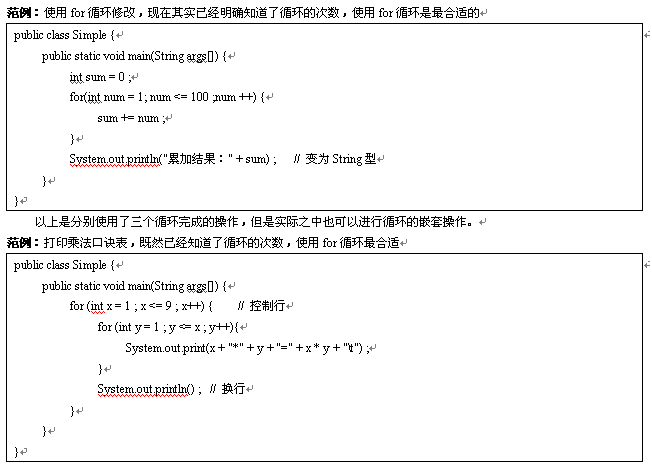 范例：使用 for 循环修改，现在其实已经明确知道了循环的次数，使用 for 循环是最合适的
public class Simple {
public static void main(String args[]) {
int sum = 0 ;
for(int num = 1; num <= 100 ;num ++) {
sum += num ;
}
System.out.println("累加结果：" + sum) ; // 变为 String 型
}
}
以上是分别使用了三个循环完成的操作，但是实际之中也可以进行循环的嵌套操作。
范例：打印乘法口诀表，既然已经知道了循环的次数，使用 for 循环最合适
public class Simple {
public static void main(String args[]) {
for (int x = 1 ; x <= 9 ; x++) { // 控制行
for (int y = 1 ; y <= x ; y++){
System.out.print(x + "*" + y + "=" + x * y + "\t") ;
}
System.out.println() ; // 换行
}
}
}